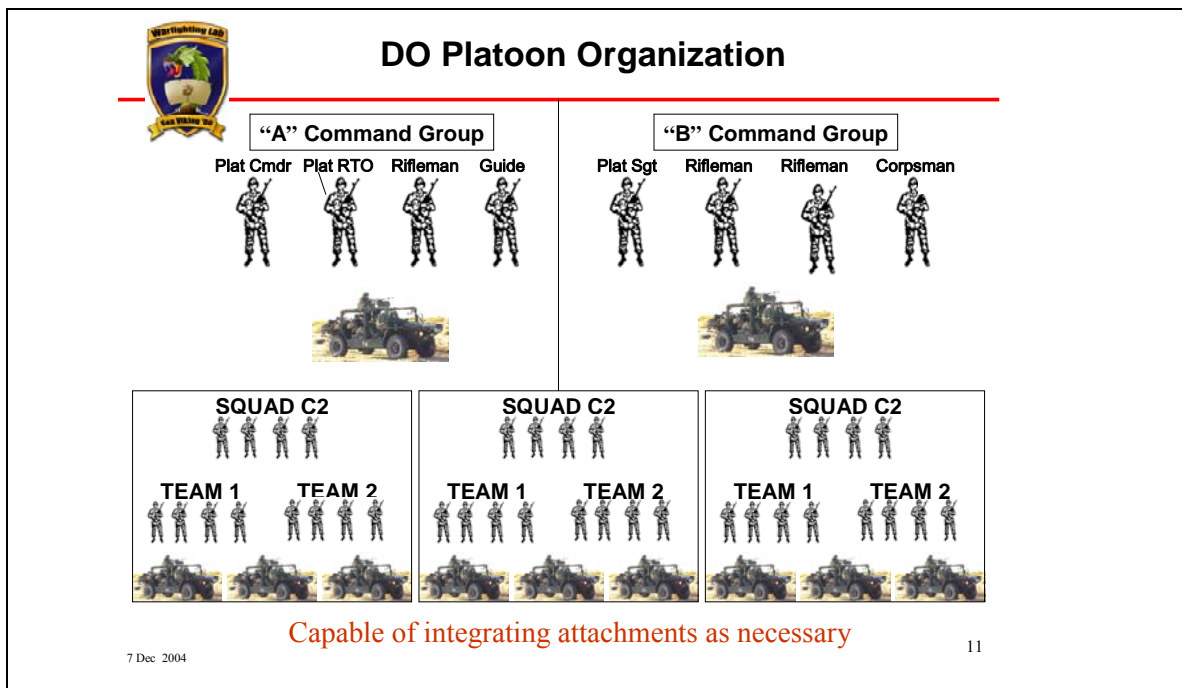 Warfighting Lab
Sea Viking '06
DO Platoon Organization
“A” Command Group
“B” Command Group
Plat Cmdr Plat RTO Rifleman Guide
Plat Sgt Rifleman Rifleman Corpsman
SQUAD C2
TEAM 1 TEAM 2
SQUAD C2
TEAM 1 TEAM 2
SQUAD C2
TEAM 1 TEAM 2
Capable of integrating attachments as necessary
7 Dec 2004
11